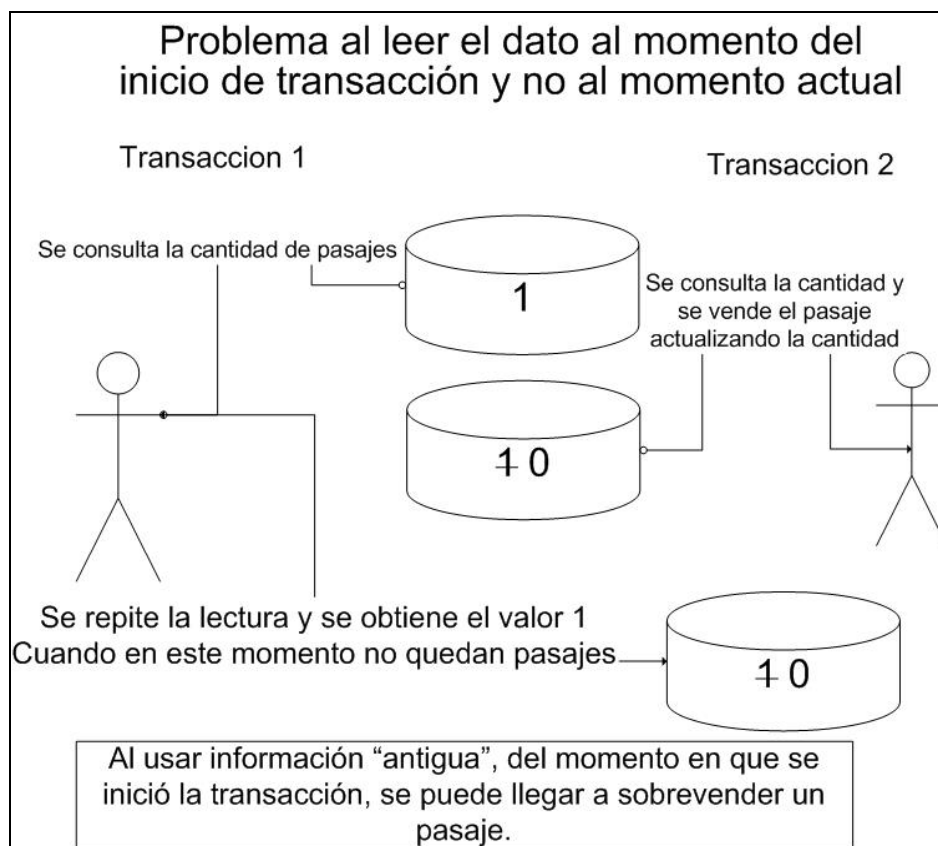 Problema al leer el dato al momento del
inicio de transacción y no al momento actual
Transaccion 1
Transaccion 2
Se consulta la cantidad de pasajes
1
Se consulta la cantidad y
se vende el pasaje
actualizando la cantidad
1 0
Se repite la lectura y se obtiene el valor 1
Cuando en este momento no quedan pasajes
1 0
Al usar información “antigua”, del momento en que se
inició la transacción, se puede llegar a sobrevender un
pasaje.